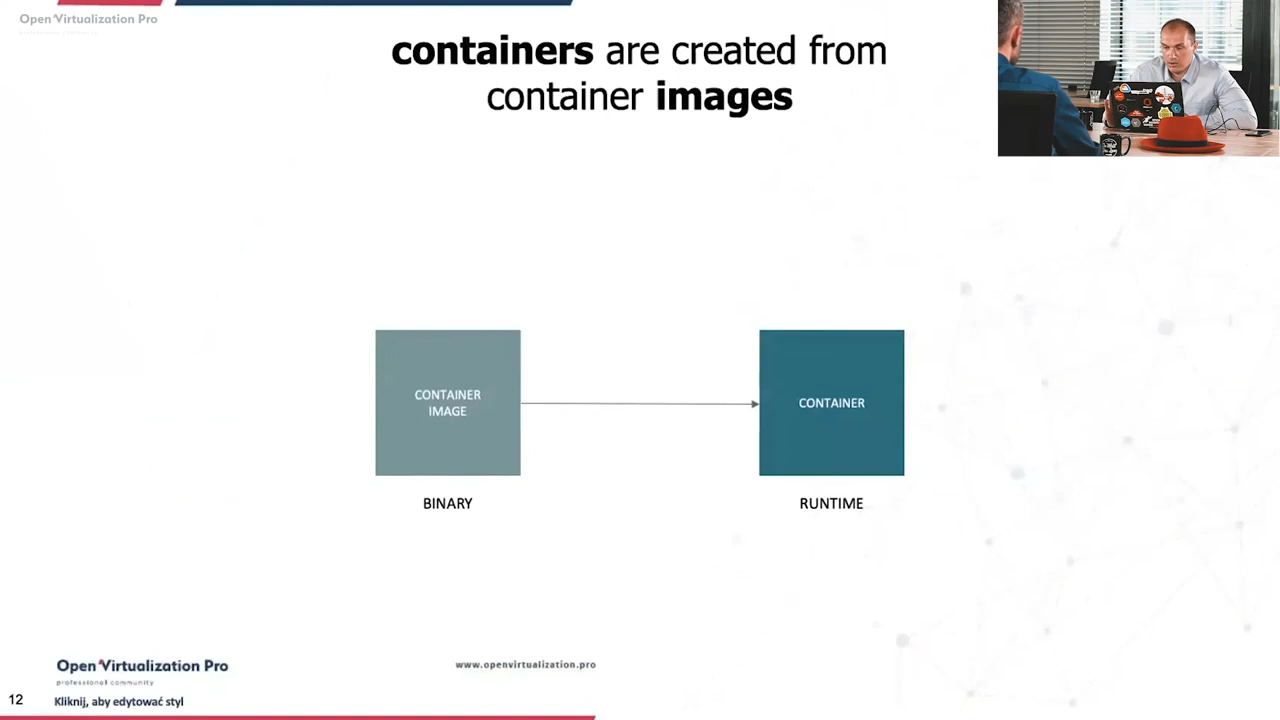 Open Virtualization Pro
containers are created from
container images
CONTAINER
IMAGE
CONTAINER
BINARY
RUNTIME
Open Virtualization Pro
professional community
www.openvirtualization.pro
12
Kliknij, aby edytować styl